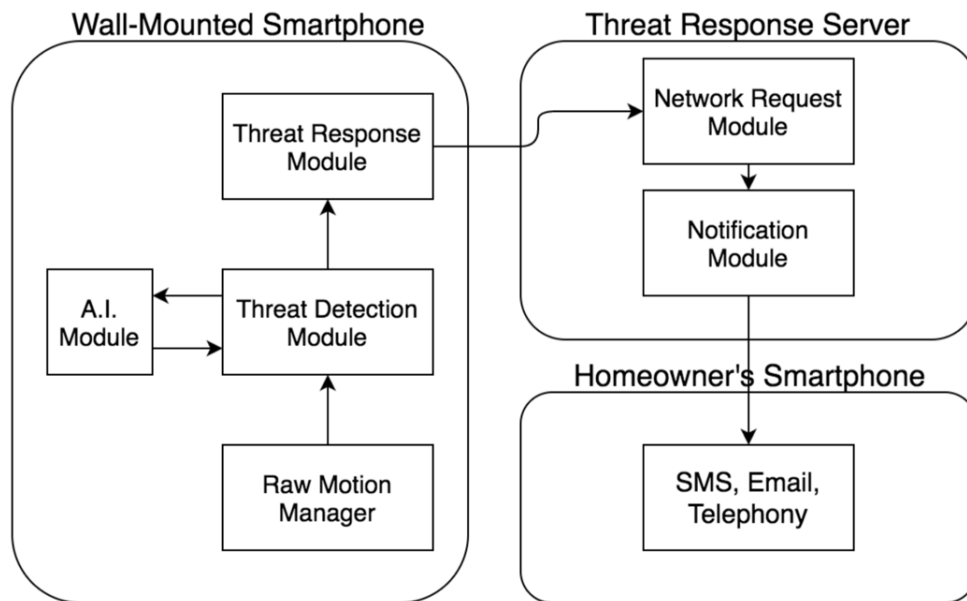 Wall-Mounted Smartphone
Threat Response
Module
A.I.
Module
Threat Detection
Module
Raw Motion
Manager
Threat Response Server
Network Request
Module
Notification
Module
Homeowner's Smartphone
SMS, Email,
Telephony